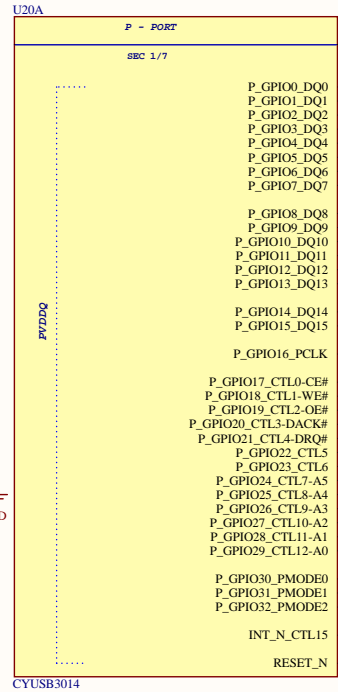 U20A
P - PORT
SEC 1/7
P_GPIO0_DQ0
P_GPIO1_DQ1
P_GPIO2_DQ2
P_GPIO3_DQ3
P_GPIO4_DQ4
P_GPIO5_DQ5
P_GPIO6_DQ6
P_GPIO7_DQ7
P_GPIO8_DQ8
P_GPIO9_DQ9
P_GPIO10_DQ10
P_GPIO11_DQ11
P_GPIO12_DQ12
P_GPIO13_DQ13
P_GPIO14_DQ14
P_GPIO15_DQ15
PVDDQ
P_GPIO16_PCLK
P_GPIO17_CTL0-CE#
P_GPIO18_CTL1-WE#
P_GPIO19_CTL2-OE#
P_GPIO20_CTL3-DACK#
P_GPIO21_CTL4-DRQ#
P_GPIO22_CTL5
P_GPIO23_CTL6
P_GPIO24_CTL7-A5
P_GPIO25_CTL8-A4
P_GPIO26_CTL9-A3
P_GPIO27_CTL10-A2
P_GPIO28_CTL11-A1
P_GPIO29_CTL12-A0
P_GPIO30_PMODE0
P_GPIO31_PMODE1
P_GPIO32_PMODE2
INT_N_CTL15
RESET_N
CYUSB3014